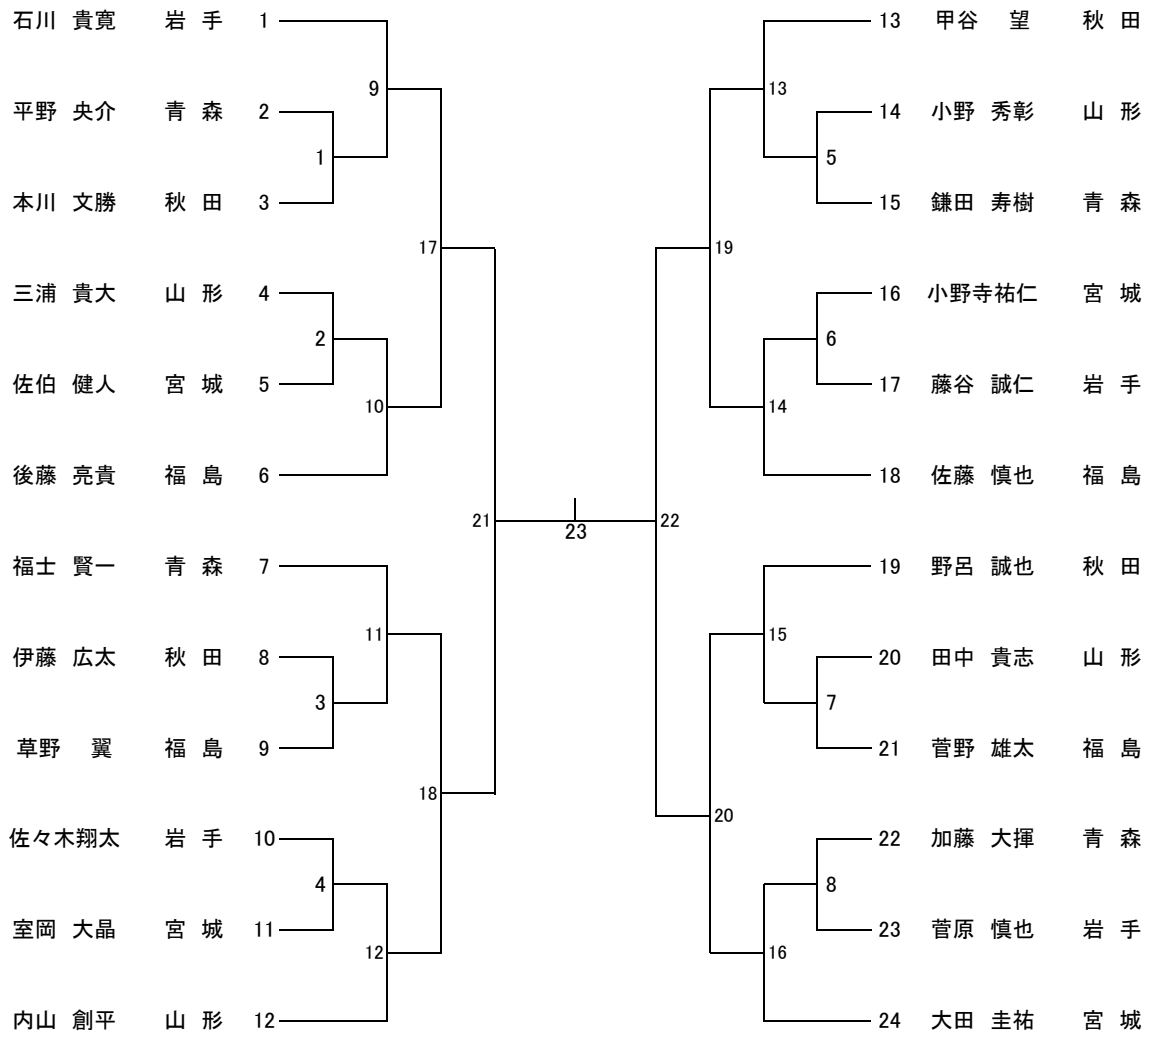 石川 貴寛 岩手 1
平野 央介 青森 2
本川 文勝 秋田 3
三浦 貴大 山形 4
佐伯 健人 宮城 5
後藤 亮貴 福島 6
福士 賢一 青森 7
伊藤 広太 秋田 8
草野 翼 福島 9
佐々木翔太 岩手 10
室岡 大晶 宮城 11
内山 創平 山形 12
9
1
17
2
10
21
11
3
18
4
12
23
13
5
19
6
14
22
15
7
20
8
16
13 甲谷 望 秋田
14 小野 秀彰 山形
15 鎌田 寿樹 青森
16 小野寺祐仁 宮城
17 藤谷 誠仁 岩手
18 佐藤 慎也 福島
19 野呂 誠也 秋田
20 田中 貴志 山形
21 菅野 雄太 福島
22 加藤 大揮 青森
23 菅原 慎也 岩手
24 大田 圭祐 宮城